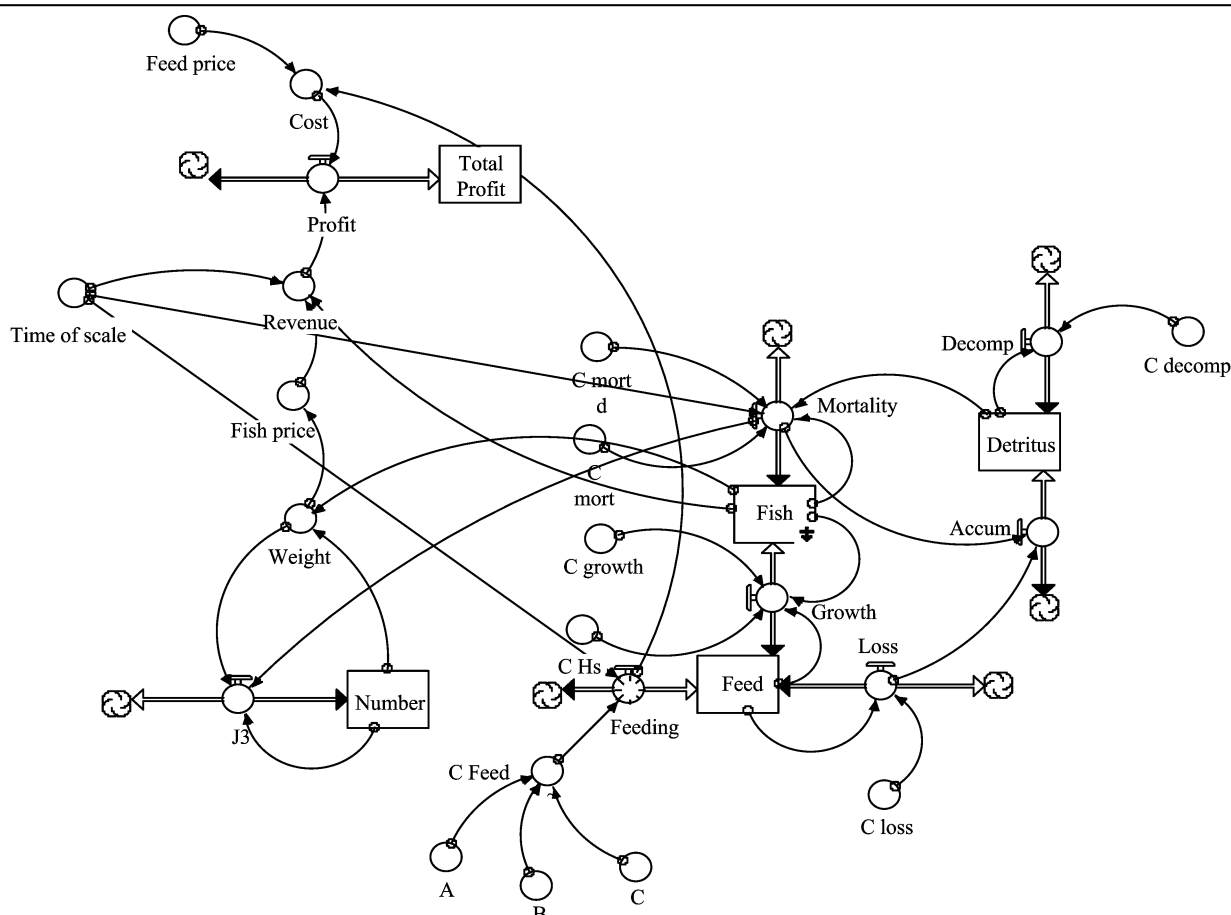 Feed price
Cost
Total
Profit
Profit
Time of scale
Revenue
Decomp
C decomp
C mort
d
Mortality
Fish price
Detritus
C
mort
Fish
Accum
Weight
C growth
Growth
C Hs
Loss
Number
Feed
J3
Feeding
C Feed
C loss
A
B
C